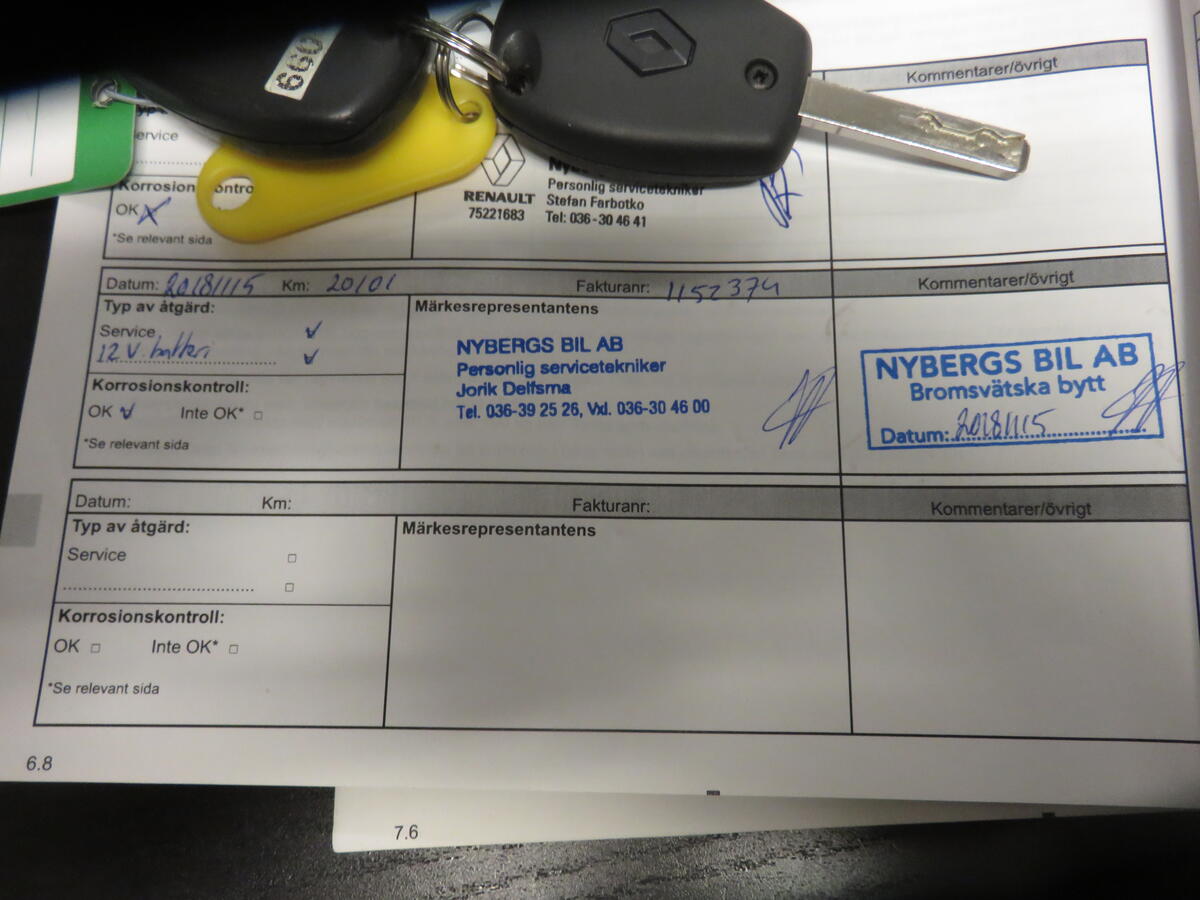 660
Kommentarer/övrigt
Typ
ervice
Korrosion ontro
OK
*Se relevant sida
RENAULT
75221683
Personlig servicetekniker
Stefan Farbotko
Tel: 036-30 46 41
Datum: 20181115 Km: 20101 Fakturanr: 1152374 Kommentarer/övrigt
Typ av åtgärd:
Service
12 V. batteri
Korrosionskontroll:
OK Inte OK*
*Se relevant sida
Märkesrepresentantens
NYBERGS BIL AB
Personlig servicetekniker
Jorik Delfsma
Tel. 036-39 25 26, Vxl. 036-30 46 00
NYBERGS BIL AB
Bromsvätska bytt
Datum: 20181115
Datum: Km: Fakturanr: Kommentarer/övrigt
Typ av åtgärd:
Service
Korrosionskontroll:
OK Inte OK*
*Se relevant sida
Märkesrepresentantens
6.8
7.6